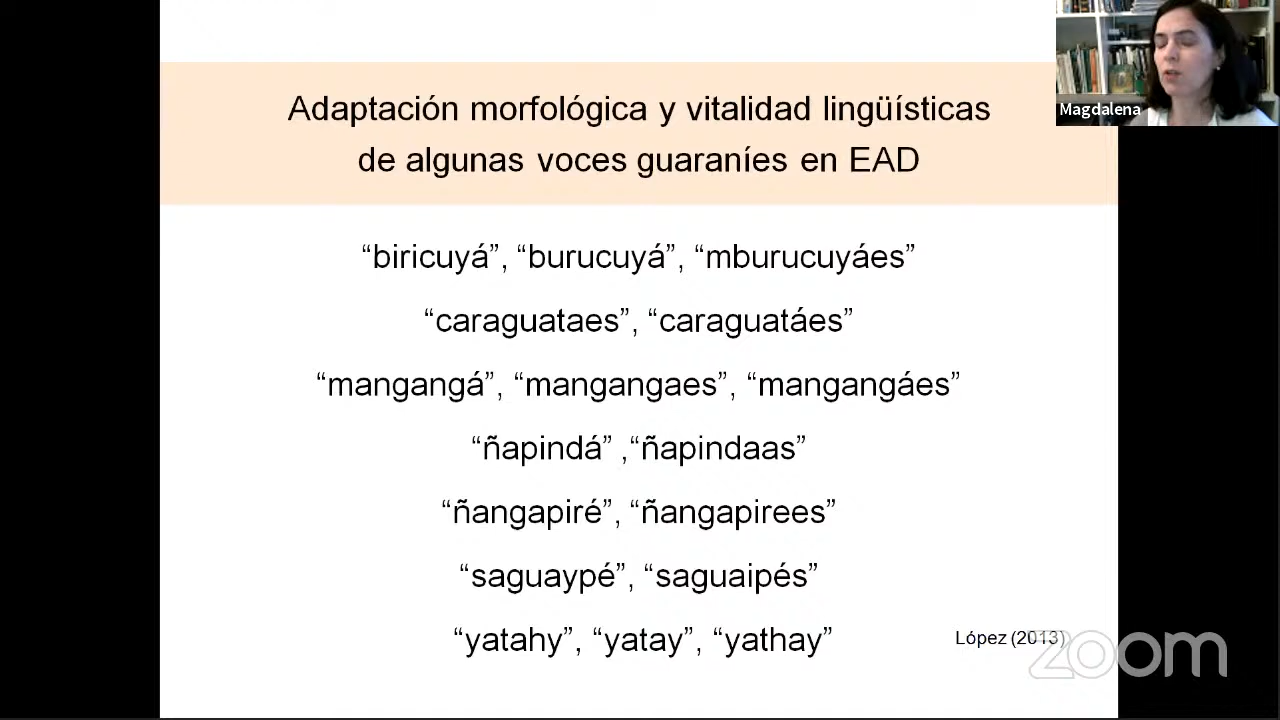 Adaptación morfológica y vitalidad lingüísticas
de algunas voces guaraníes en EAD
Magdalena
“biricuyá”, “burucuyá”, “mburucuyáes”
“caraguataes”, “caraguatáes”
“mangangá”, “mangangaes”, “mangangáes”
“ñapindá” ,“ñapindaas”
“ñangapiré”, “ñangapirees”
“saguaypé”, “saguaipés”
“yatahy”, “yatay”, “yathay”
López (2013)
zoom